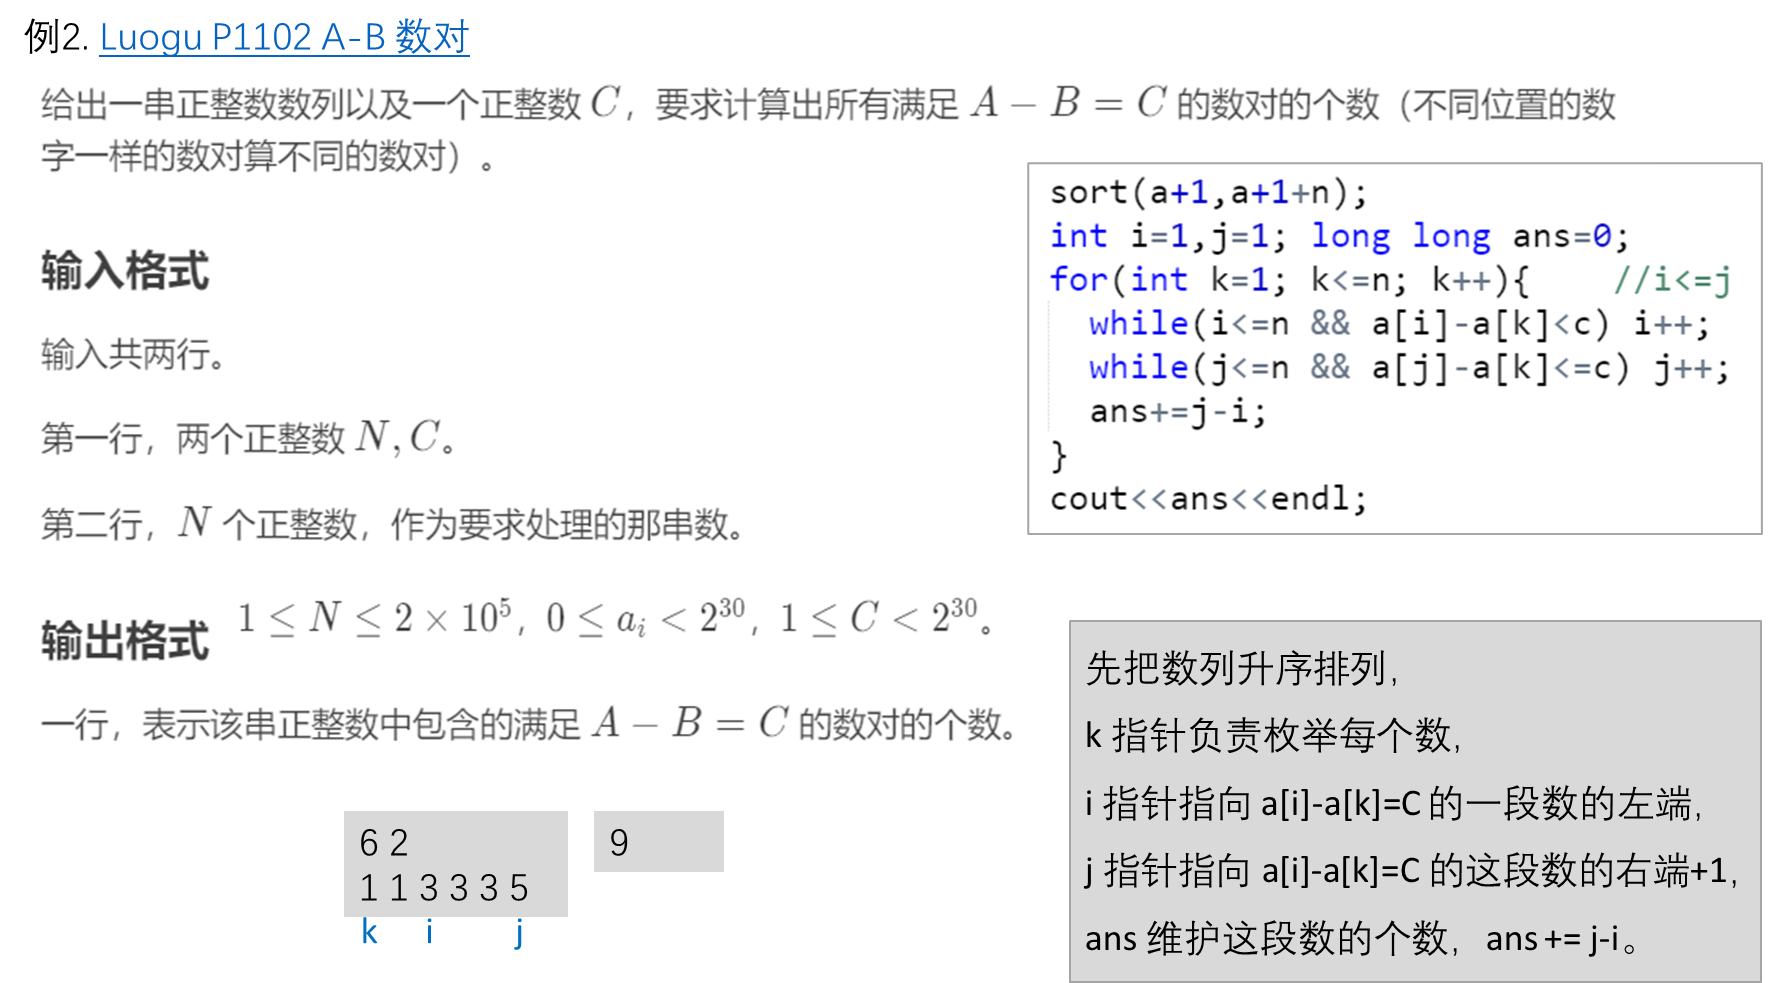 例2. Luogu P1102 A-B 数对
给出一串正整数数列以及一个正整数 C，要求计算出所有满足 A − B = C 的数对的个数（不同位置的数
字一样的数对算不同的数对）。
输入格式
输入共两行。
第一行，两个正整数 N, C。
第二行，N 个正整数，作为要求处理的那串数。
输出格式
1 ≤ N ≤ 2 × 10^5，0 ≤ a_i < 2^30，1 ≤ C < 2^30。
一行，表示该串正整数中包含的满足 A − B = C 的数对的个数。
6 2
1 1 3 3 3 5
k i j
9
sort(a+1,a+1+n);
int i=1,j=1; long long ans=0;
for(int k=1; k<=n; k++){ //i<=j
while(i<=n && a[i]-a[k]<c) i++;
while(j<=n && a[j]-a[k]<=c) j++;
ans+=j-i;
}
cout<<ans<<endl;
先把数列升序排列，
k 指针负责枚举每个数，
i 指针指向 a[i]-a[k]=C 的一段数的左端，
j 指针指向 a[i]-a[k]=C 的这段数的右端+1，
ans 维护这段数的个数，ans += j-i。